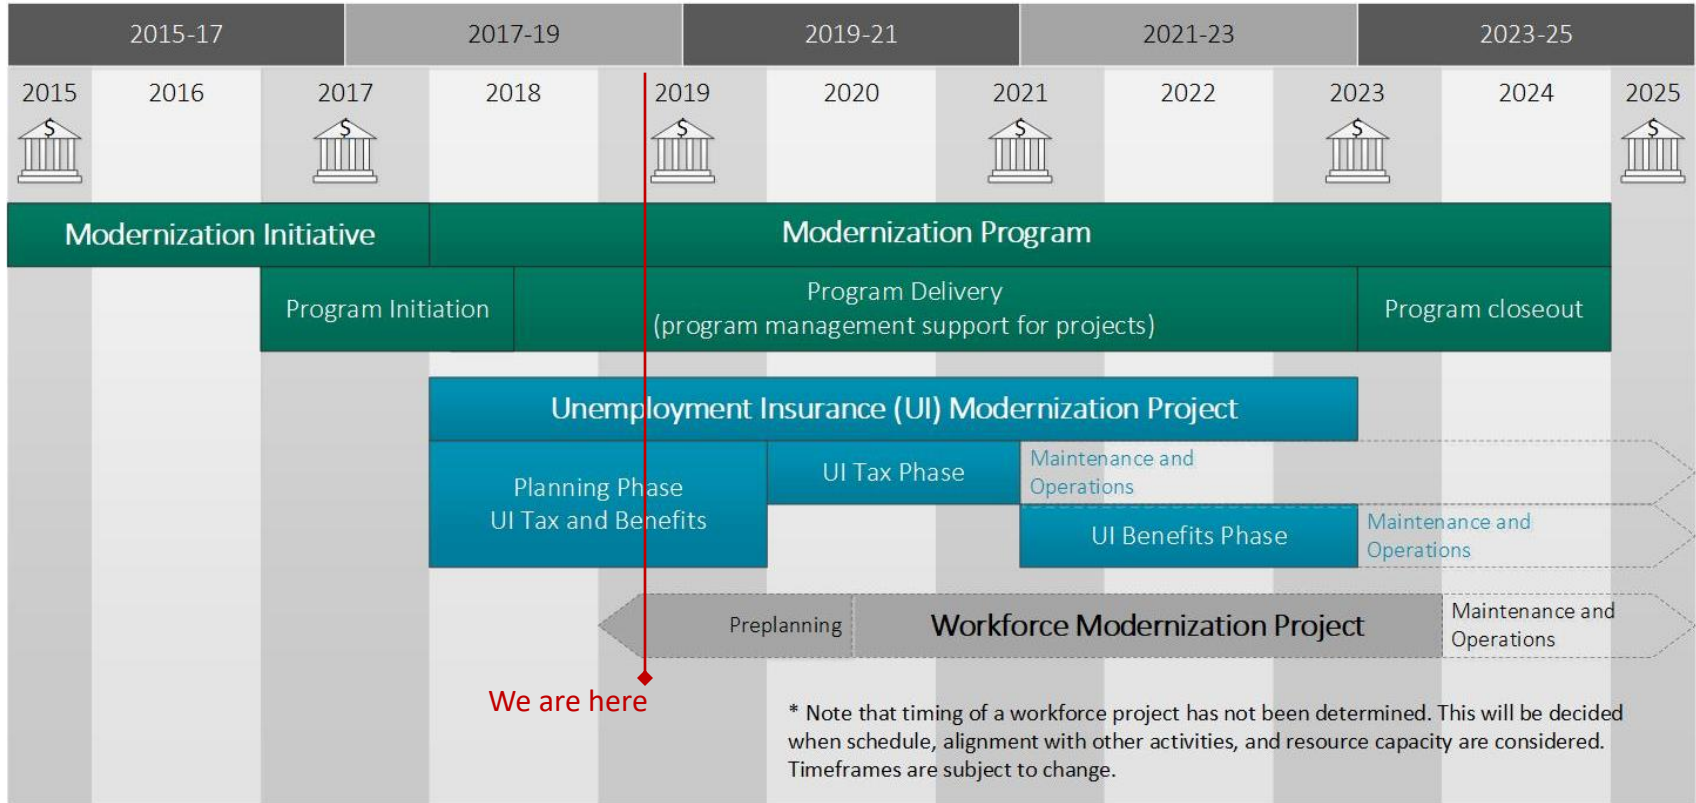 2015-17 2017-19 2019-21 2021-23 2023-25
2015 2016 2017 2018 2019 2020 2021 2022 2023 2024 2025
$ $ $ $ $ $
Modernization Initiative
Modernization Program
Program Initiation
Program Delivery
(program management support for projects)
Program closeout
Unemployment Insurance (UI) Modernization Project
Planning Phase
UI Tax and Benefits
UI Tax Phase
Maintenance and
Operations
UI Benefits Phase
Maintenance and
Operations
Preplanning
Workforce Modernization Project
Maintenance and
Operations
We are here
* Note that timing of a workforce project has not been determined. This will be decided
when schedule, alignment with other activities, and resource capacity are considered.
Timeframes are subject to change.